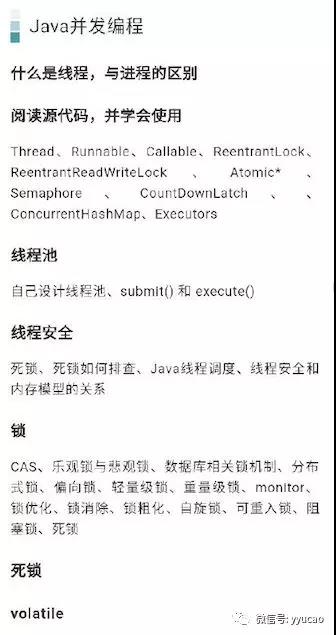 Java并发编程
什么是线程，与进程的区别
阅读源代码，并学会使用
Thread、Runnable、Callable、ReentrantLock、
ReentrantReadWriteLock、Atomic*、
Semaphore、CountDownLatch、、
ConcurrentHashMap、Executors
线程池
自己设计线程池、submit() 和 execute()
线程安全
死锁、死锁如何排查、Java线程调度、线程安全和
内存模型的关系
锁
CAS、乐观锁与悲观锁、数据库相关锁机制、分布
式锁、偏向锁、轻量级锁、重量级锁、monitor、
锁优化、锁消除、锁粗化、自旋锁、可重入锁、阻
塞锁、死锁
死锁
volatile
微信号: yyucao